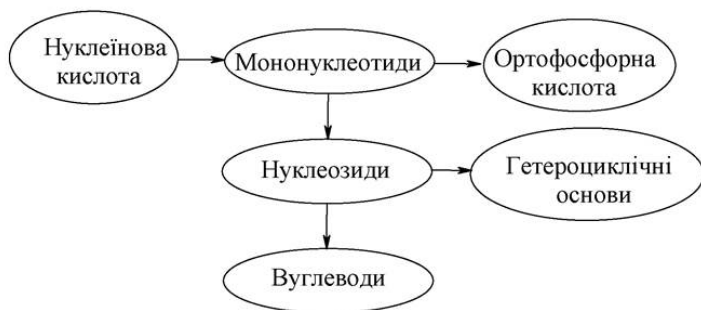 Нуклеїнова
кислота
Мононуклеотиди
Ортофосфорна
кислота
Нуклеозиди
Гетероциклічні
основи
Вуглеводи